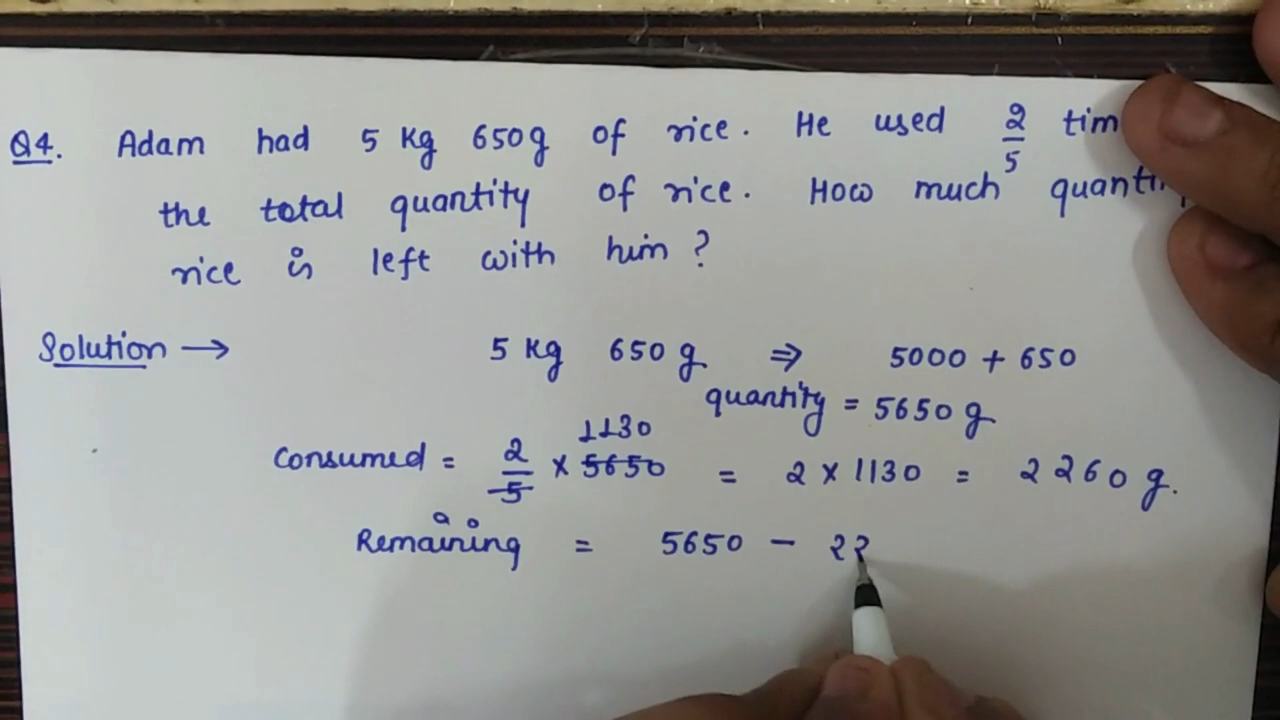 Q4. Adam had 5 Kg 650g of rice. He used 2/5 tim
the total quantity of rice. How much quanti
rice is left with him?
Solution → 5 Kg 650 g ⇒ 5000 + 650
quantity = 5650 g
1130
Consumed = 2/5 × 5650 = 2 × 1130 = 2260 g.
Remaining = 5650 - 22